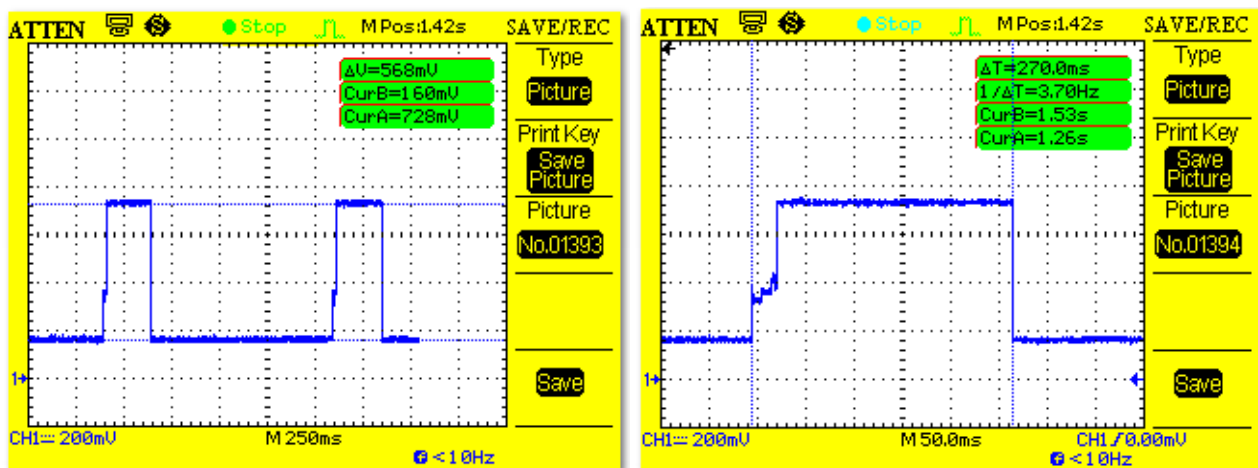 ATTEN Stop M Pos:1.42s SAVE/REC
ΔV=568mV
CurB=160mV
CurA=728mV
Type
Picture
Print Key
Save
Picture
Picture
No.01393
Save
1
CH1 200mV M 250ms
f <10Hz
ATTEN Stop M Pos:1.42s SAVE/REC
ΔT=270.0ms
1/ΔT=3.70Hz
CurB=1.53s
CurA=1.26s
Type
Picture
Print Key
Save
Picture
Picture
No.01394
Save
1
CH1 200mV M 50.0ms CH1 / 0.00mV
f <10Hz